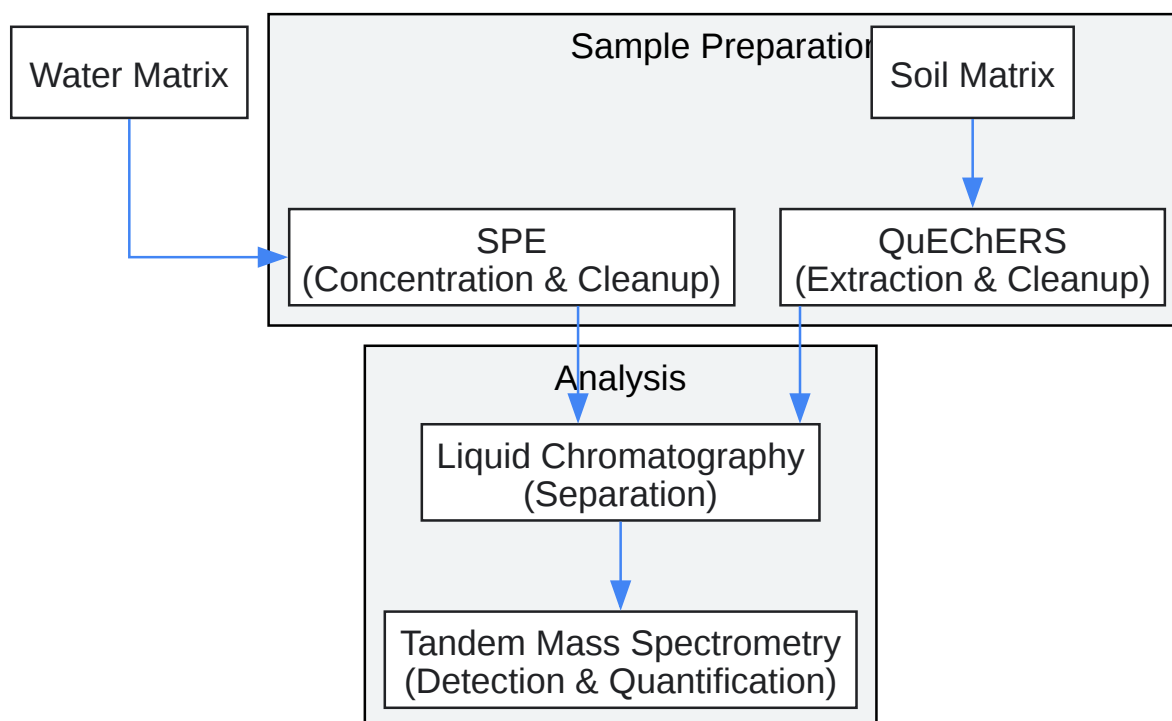 Sample Preparation
Water Matrix
Soil Matrix
SPE
(Concentration & Cleanup)
QuEChERS
(Extraction & Cleanup)
Analysis
Liquid Chromatography
(Separation)
Tandem Mass Spectrometry
(Detection & Quantification)